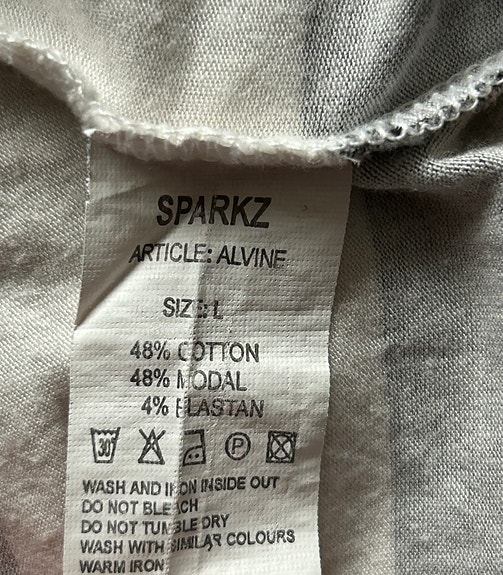 SPARKZ
ARTICLE: ALVINE
SIZE: L
48% COTTON
48% MODAL
4% ELASTAN
30° P
WASH AND IRON INSIDE OUT
DO NOT BLEACH
DO NOT TUMBLE DRY
WASH WITH SIMILAR COLOURS
WARM IRON